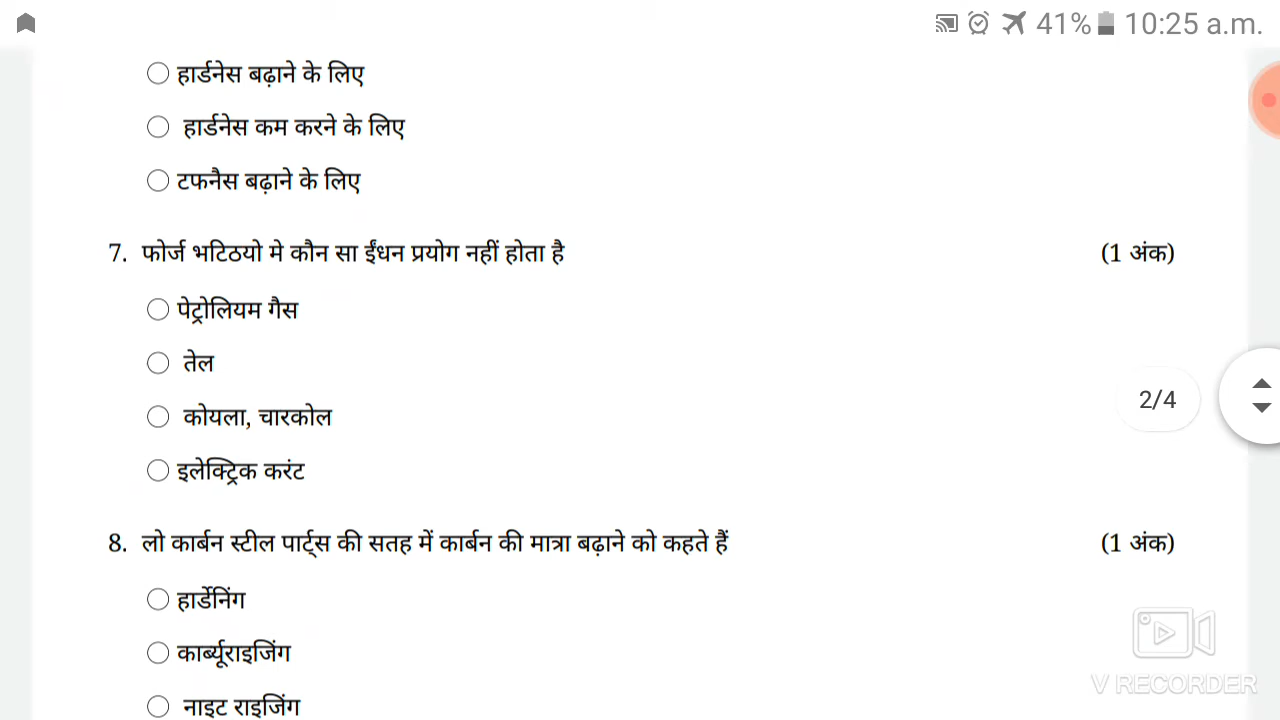 41% 10:25 a.m.
हार्डनेस बढ़ाने के लिए
हार्डनेस कम करने के लिए
टफनैस बढ़ाने के लिए
7. फोर्ज भटिठयो मे कौन सा ईंधन प्रयोग नहीं होता है (1 अंक)
पेट्रोलियम गैस
तेल
कोयला, चारकोल
2/4
इलेक्ट्रिक करंट
8. लो कार्बन स्टील पार्ट्स की सतह में कार्बन की मात्रा बढ़ाने को कहते हैं (1 अंक)
हार्डेनिंग
कार्ब्यूराइजिंग
नाइट राइजिंग
V RECORDER